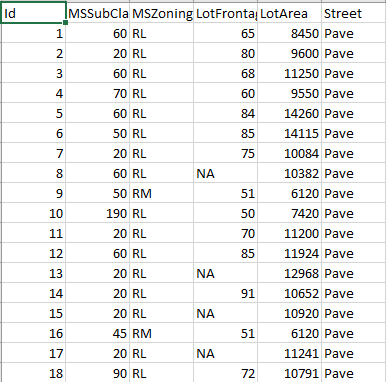 Id MSSubCla MSZoning LotFrontag LotArea Street
1 60 RL 65 8450 Pave
2 20 RL 80 9600 Pave
3 60 RL 68 11250 Pave
4 70 RL 60 9550 Pave
5 60 RL 84 14260 Pave
6 50 RL 85 14115 Pave
7 20 RL 75 10084 Pave
8 60 RL NA 10382 Pave
9 50 RM 51 6120 Pave
10 190 RL 50 7420 Pave
11 20 RL 70 11200 Pave
12 60 RL 85 11924 Pave
13 20 RL NA 12968 Pave
14 20 RL 91 10652 Pave
15 20 RL NA 10920 Pave
16 45 RM 51 6120 Pave
17 20 RL NA 11241 Pave
18 90 RL 72 10791 Pave